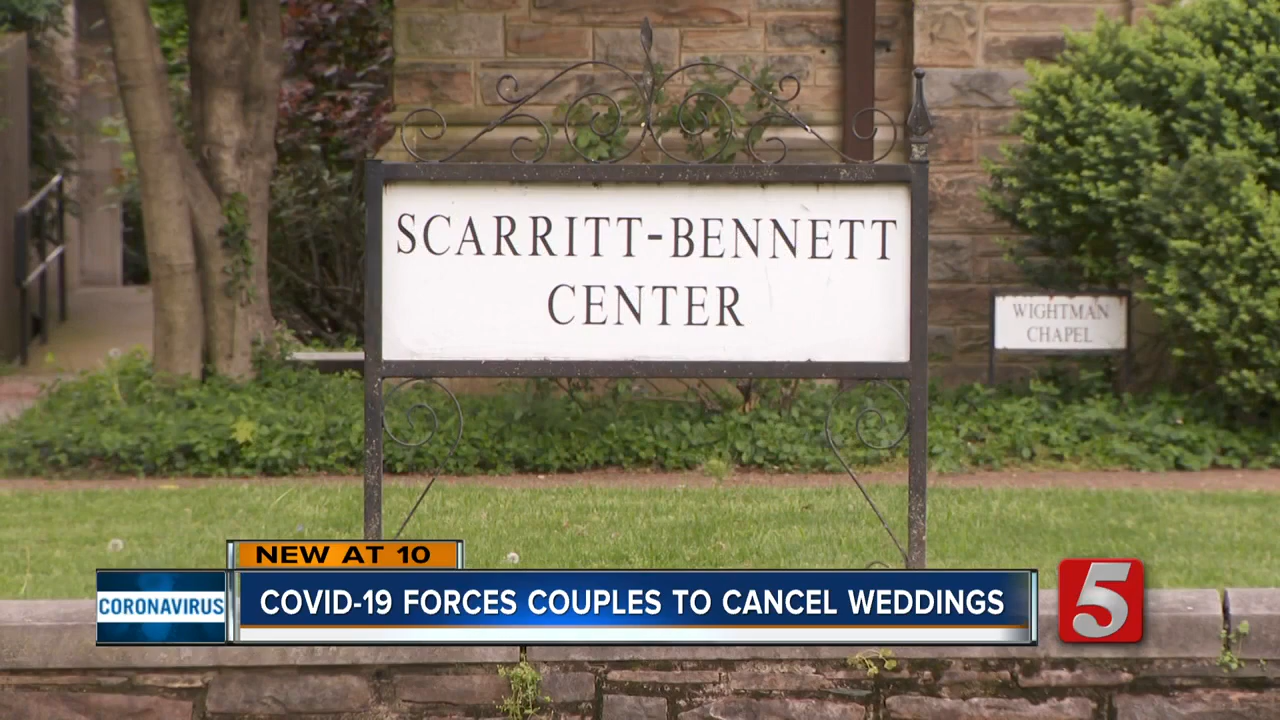 SCARRITT-BENNETT
CENTER
WIGHTMAN
CHAPEL
NEW AT 10
CORONAVIRUS
COVID-19 FORCES COUPLES TO CANCEL WEDDINGS
5